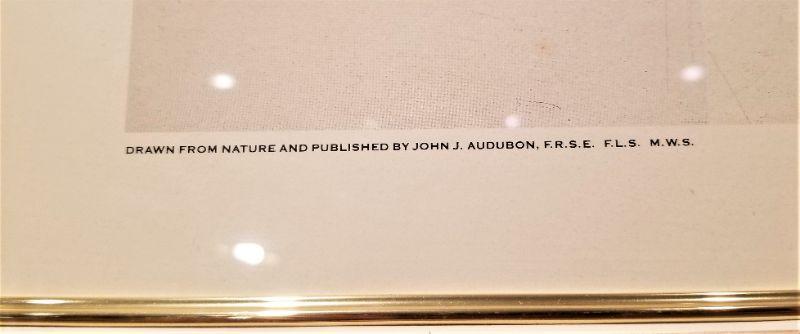 DRAWN FROM NATURE AND PUBLISHED BY JOHN J. AUDUBON, F.R.S.E. F.L.S. M.W.S.